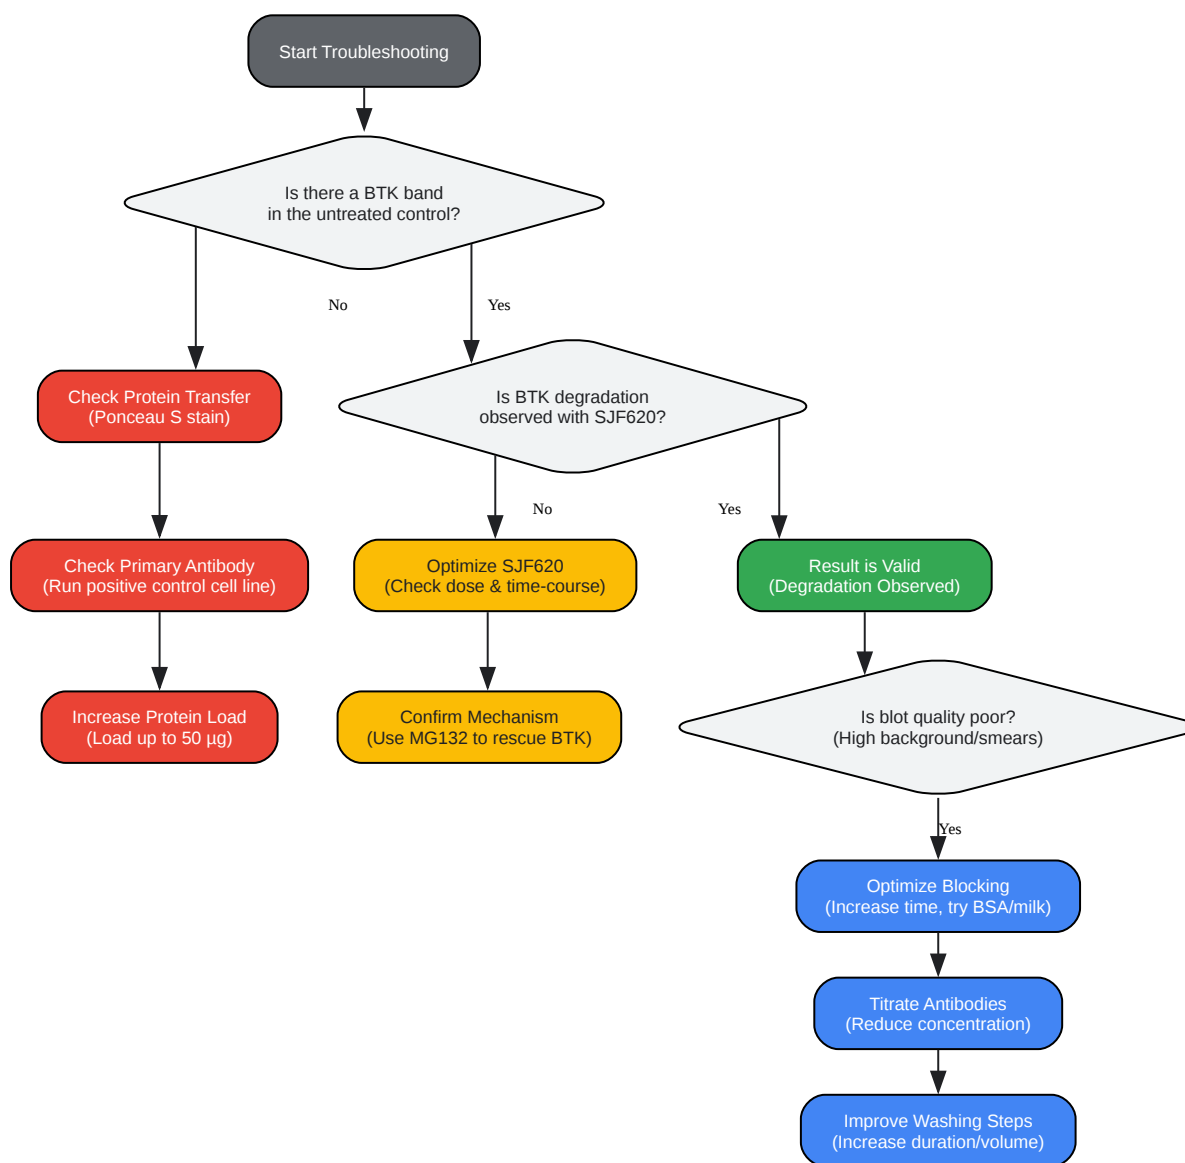 Start Troubleshooting
Is there a BTK band
in the untreated control?
No
Yes
Check Protein Transfer
(Ponceau S stain)
Is BTK degradation
observed with SJF620?
No
Yes
Check Primary Antibody
(Run positive control cell line)
Optimize SJF620
(Check dose & time-course)
Result is Valid
(Degradation Observed)
Increase Protein Load
(Load up to 50 µg)
Confirm Mechanism
(Use MG132 to rescue BTK)
Is blot quality poor?
(High background/smears)
Yes
Optimize Blocking
(Increase time, try BSA/milk)
Titrate Antibodies
(Reduce concentration)
Improve Washing Steps
(Increase duration/volume)